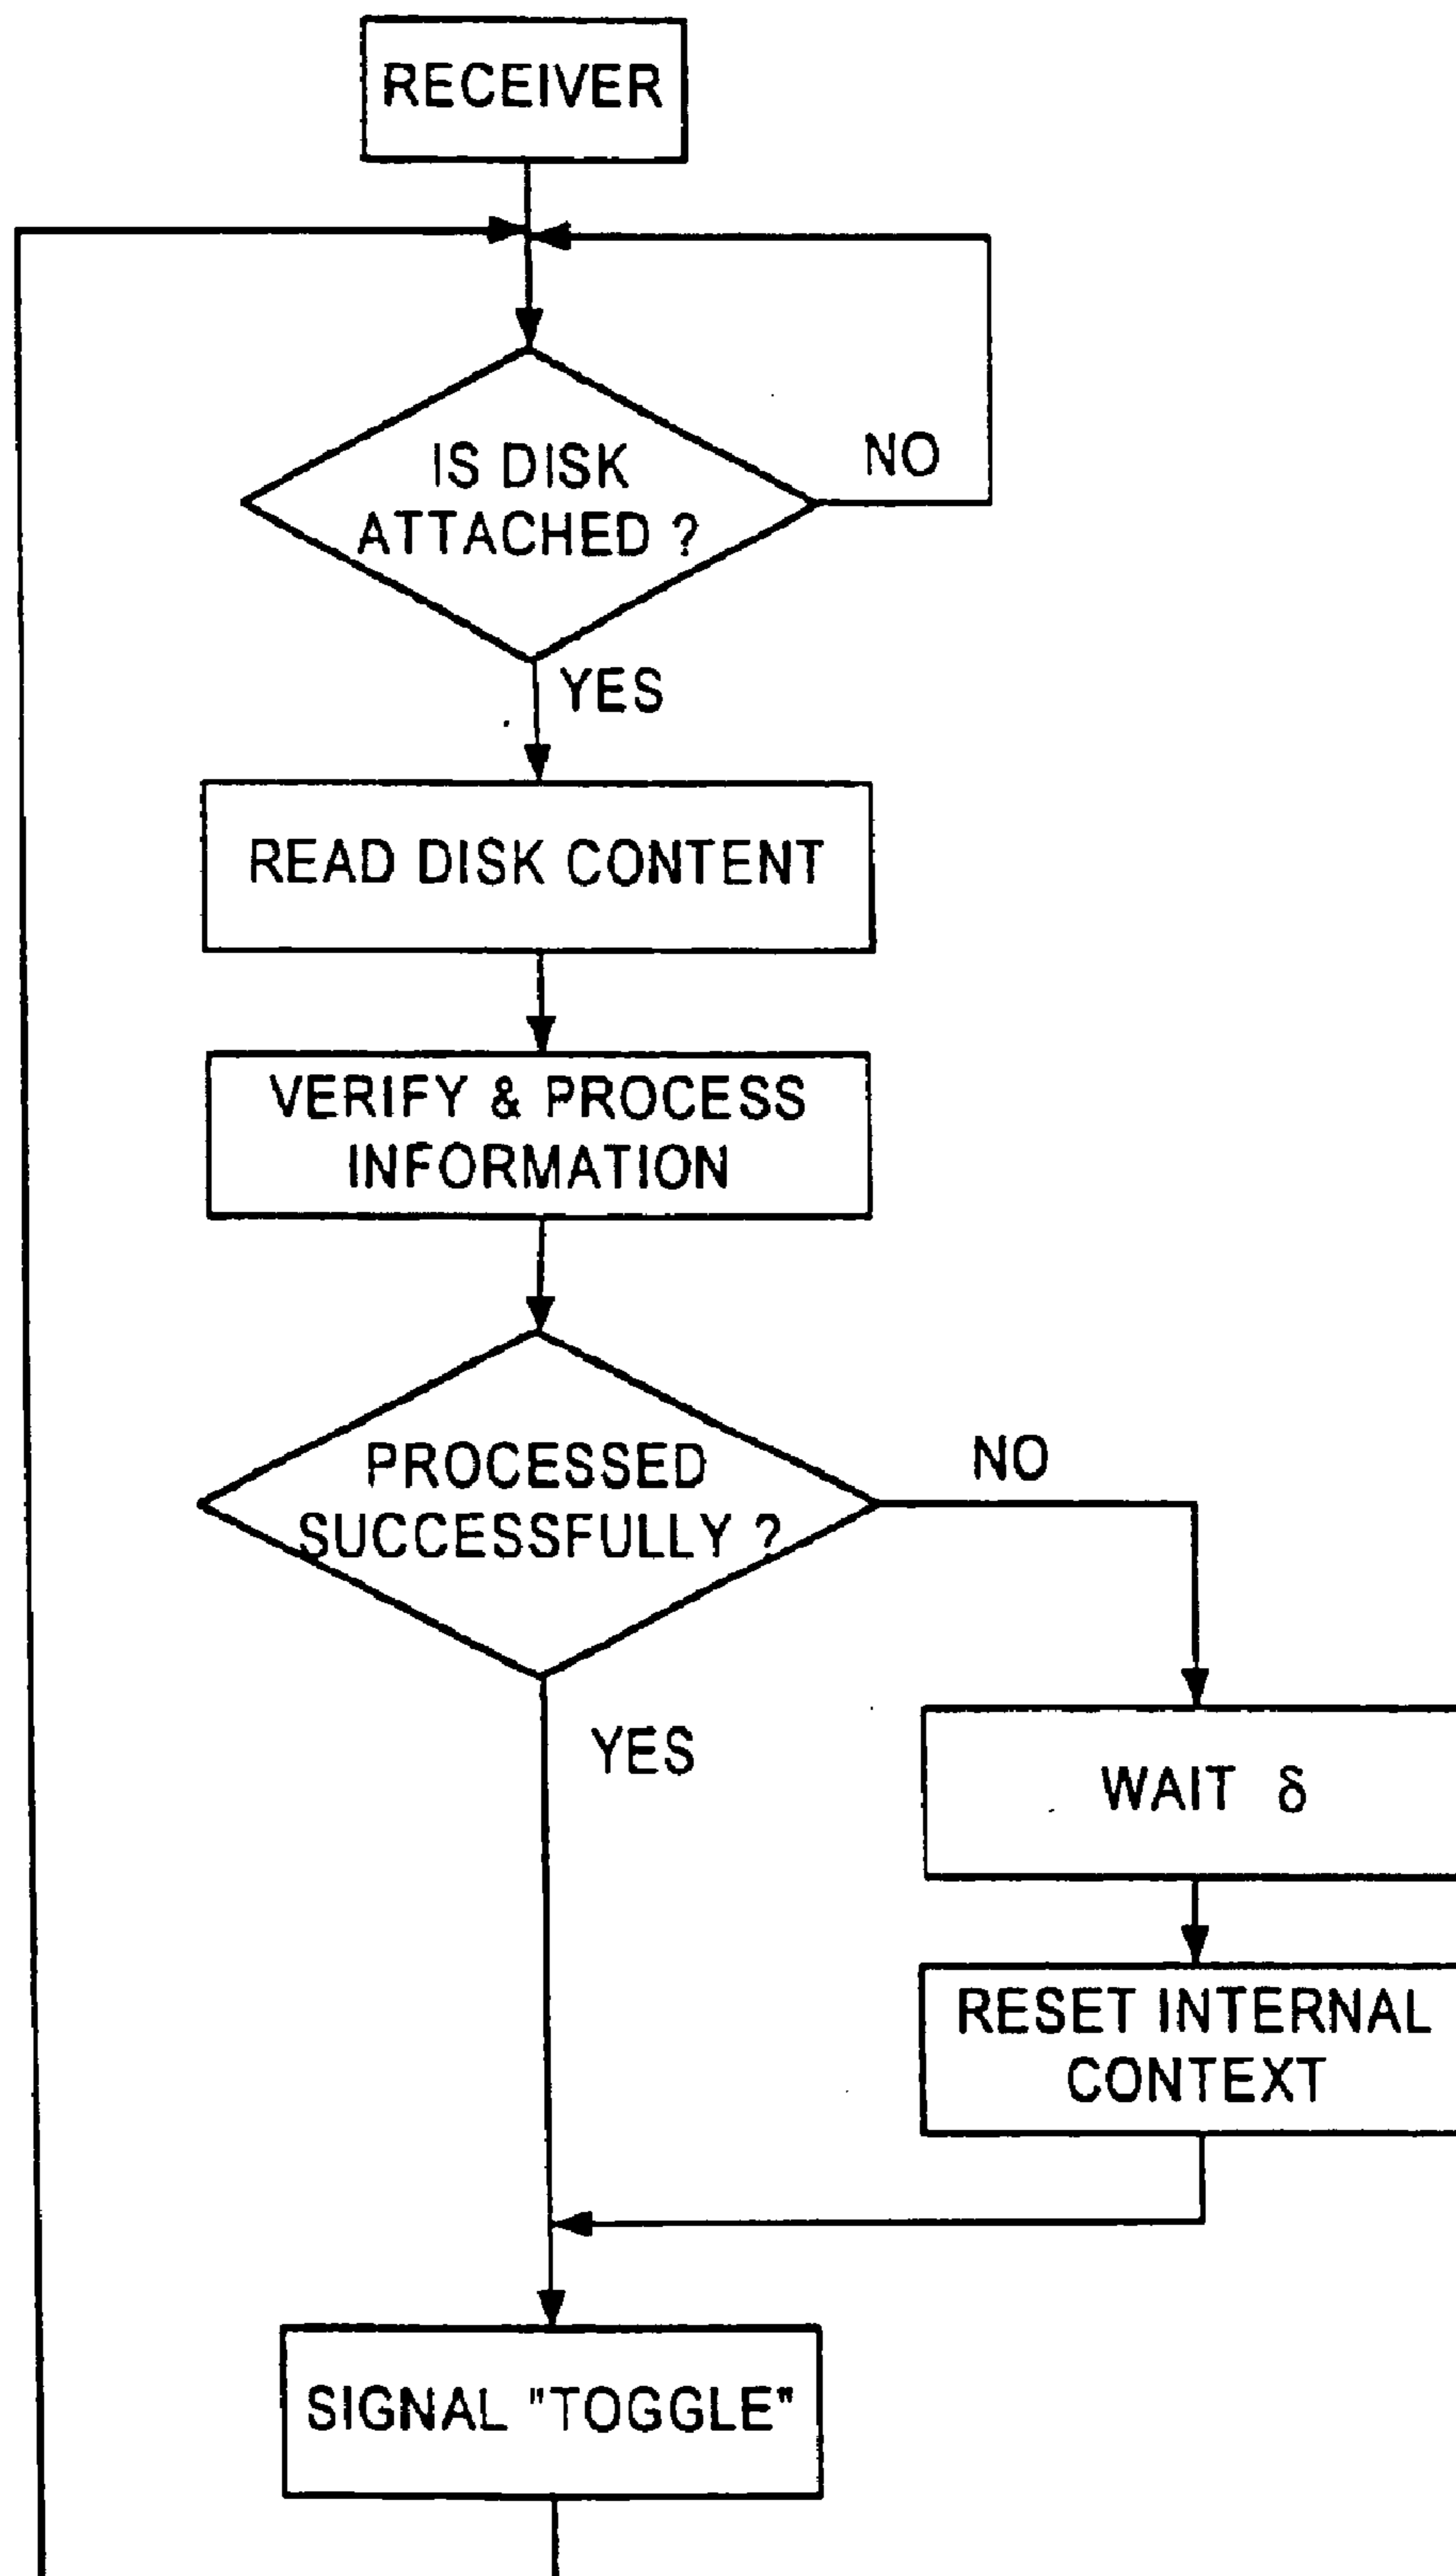 RECEIVER
IS DISK
ATTACHED ?
NO
YES
READ DISK CONTENT
VERIFY & PROCESS
INFORMATION
PROCESSED
SUCCESSFULLY ?
NO
YES
WAIT δ
RESET INTERNAL
CONTEXT
SIGNAL "TOGGLE"